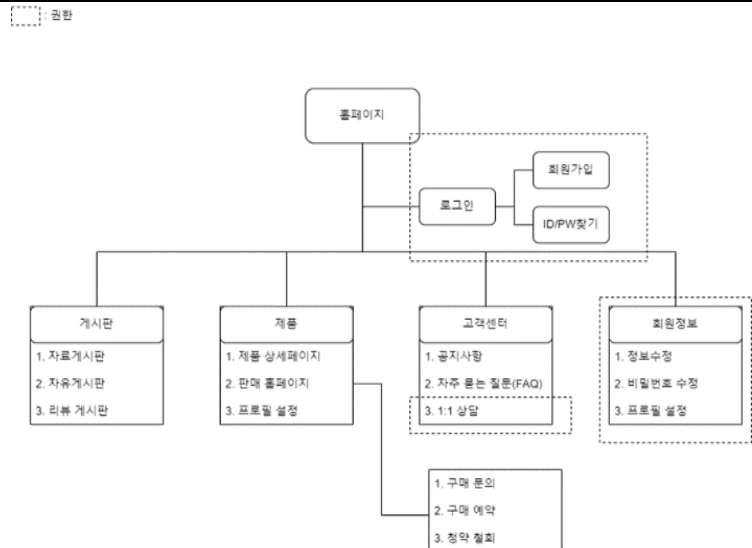 : 권한
홈페이지
로그인
회원가입
ID/PW찾기
게시판
1. 자료게시판
2. 자유게시판
3. 리뷰 게시판
제품
1. 제품 상세페이지
2. 판매 홈페이지
3. 프로필 설정
고객센터
1. 공지사항
2. 자주 묻는 질문(FAQ)
3. 1:1 상담
회원정보
1. 정보수정
2. 비밀번호 수정
3. 프로필 설정
1. 구매 문의
2. 구매 예약
3. 청약 철회